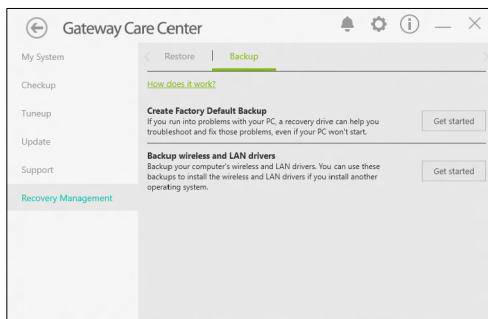 Gateway Care Center
My System
Restore
Backup
Checkup
How does it work?
Tuneup
Create Factory Default Backup
If you run into problems with your PC, a recovery drive can help you
troubleshoot and fix those problems, even if your PC won't start.
Get started
Update
Backup wireless and LAN drivers
Backup your computer's wireless and LAN drivers. You can use these
backups to install the wireless and LAN drivers if you install another
operating system.
Get started
Support
Recovery Management